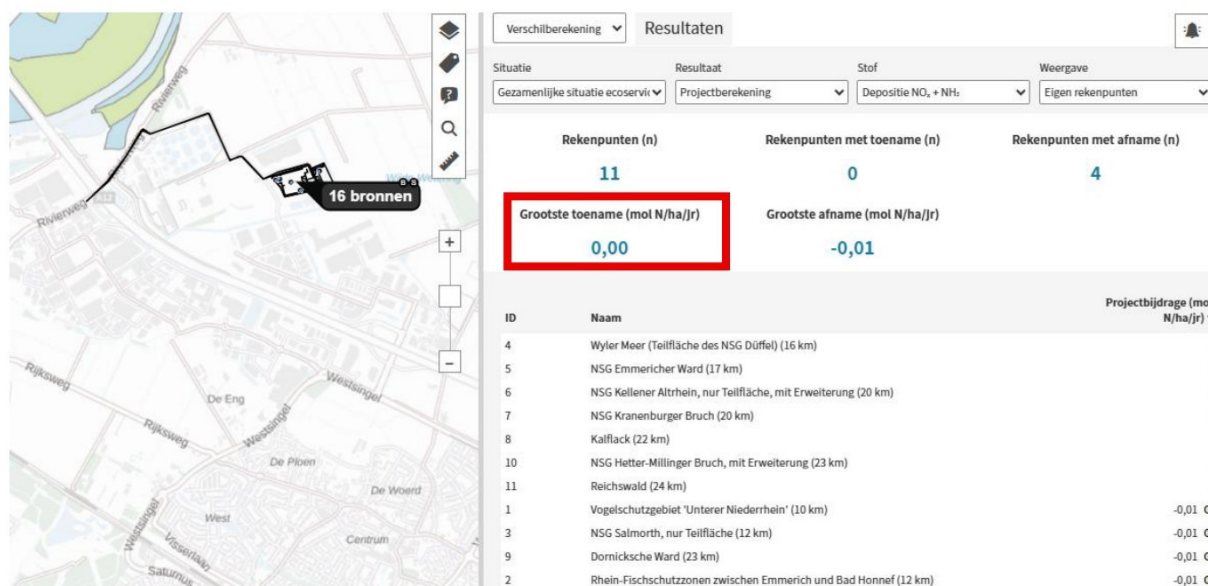 Rivierweg
Rivierweg
A12
Rivierweg
16 bronnen
Rijksweg
Westsingel
De Eng
Rijksweg
Westsingel
De Ploen
De Woerd
West
Westsingel
Visserlaan
Centrum
Saturnus
+
-
Verschilberekening
Resultaten
Situatie Resultaat Stof Weergave
Gezamenlijke situatie ecoservic Projectberekening Depositie NOₓ + NH₃ Eigen rekenpunten
Rekenpunten (n) Rekenpunten met toename (n) Rekenpunten met afname (n)
11 0 4
Grootste toename (mol N/ha/jr) Grootste afname (mol N/ha/jr)
0,00 -0,01
Projectbijdrage (mo
ID Naam N/ha/jr)
4 Wyler Meer (Teilfläche des NSG Düffel) (16 km)
5 NSG Emmericher Ward (17 km)
6 NSG Kellener Altrhein, nur Teilfläche, mit Erweiterung (20 km)
7 NSG Kranenburger Bruch (20 km)
8 Kalflack (22 km)
10 NSG Hetter-Millinger Bruch, mit Erweiterung (23 km)
11 Reichswald (24 km)
1 Vogelschutzgebiet 'Unterer Niederrhein' (10 km) -0,01
3 NSG Salmorth, nur Teilfläche (12 km) -0,01
9 Dornicksche Ward (23 km) -0,01
2 Rhein-Fischschutzzonen zwischen Emmerich und Bad Honnef (12 km) -0,01